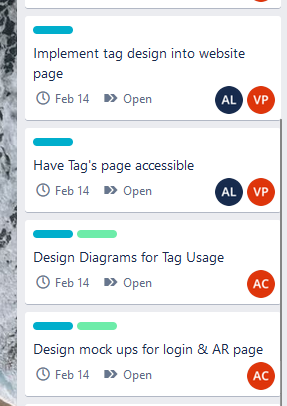 Implement tag design into website
page
Feb 14 Open AL VP
Have Tag's page accessible
Feb 14 Open AL VP
Design Diagrams for Tag Usage
Feb 14 Open AC
Design mock ups for login & AR page
Feb 14 Open AC